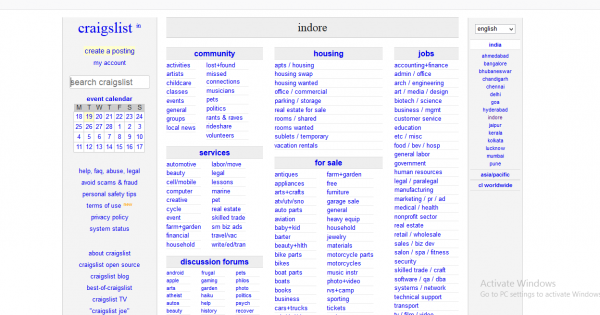 craigslist in
create a posting
my account
search craigslist
event calendar
M T W T F S S
18 19 20 21 22 23 24
25 26 27 28 1 2 3
4 5 6 7 8 9 10
11 12 13 14 15 16 17
help, faq, abuse, legal
avoid scams & fraud
personal safety tips
terms of use new
privacy policy
system status
about craigslist
craigslist open source
craigslist blog
best-of-craigslist
craigslist TV
"craigslist joe"
indore
community
activities lost+found
artists missed
childcare connections
classes musicians
events pets
general politics
groups rants & raves
local news rideshare
volunteers
services
automotive labor/move
beauty legal
cell/mobile lessons
computer marine
creative pet
cycle real estate
event skilled trade
farm+garden sm biz ads
financial travel/vac
household write/ed/tran
discussion forums
android frugal pets
apple gaming philos
arts garden photo
atheist haiku politics
autos help psych
beauty history recover
housing
apts / housing
housing swap
housing wanted
office / commercial
parking / storage
real estate for sale
rooms / shared
rooms wanted
sublets / temporary
vacation rentals
for sale
antiques farm+garden
appliances free
arts+crafts furniture
atv/utv/sno garage sale
auto parts general
aviation heavy equip
baby+kid household
barter jewelry
beauty+hlth materials
bike parts motorcycle parts
bikes motorcycles
boat parts music instr
boats photo+video
books rvs+camp
business sporting
cars+trucks tickets
jobs
accounting+finance
admin / office
arch / engineering
art / media / design
biotech / science
business / mgmt
customer service
education
etc / misc
food / bev / hosp
general labor
government
human resources
legal / paralegal
manufacturing
marketing / pr / ad
medical / health
nonprofit sector
real estate
retail / wholesale
sales / biz dev
salon / spa / fitness
security
skilled trade / craft
software / qa / dba
systems / network
technical support
transport
tv / film / video
english
india
ahmedabad
bangalore
bhubaneswar
chandigarh
chennai
delhi
goa
hyderabad
indore
jaipur
kerala
kolkata
lucknow
mumbai
pune
asia/pacific
cl worldwide
Activate Windows
Go to PC settings to activate Windows